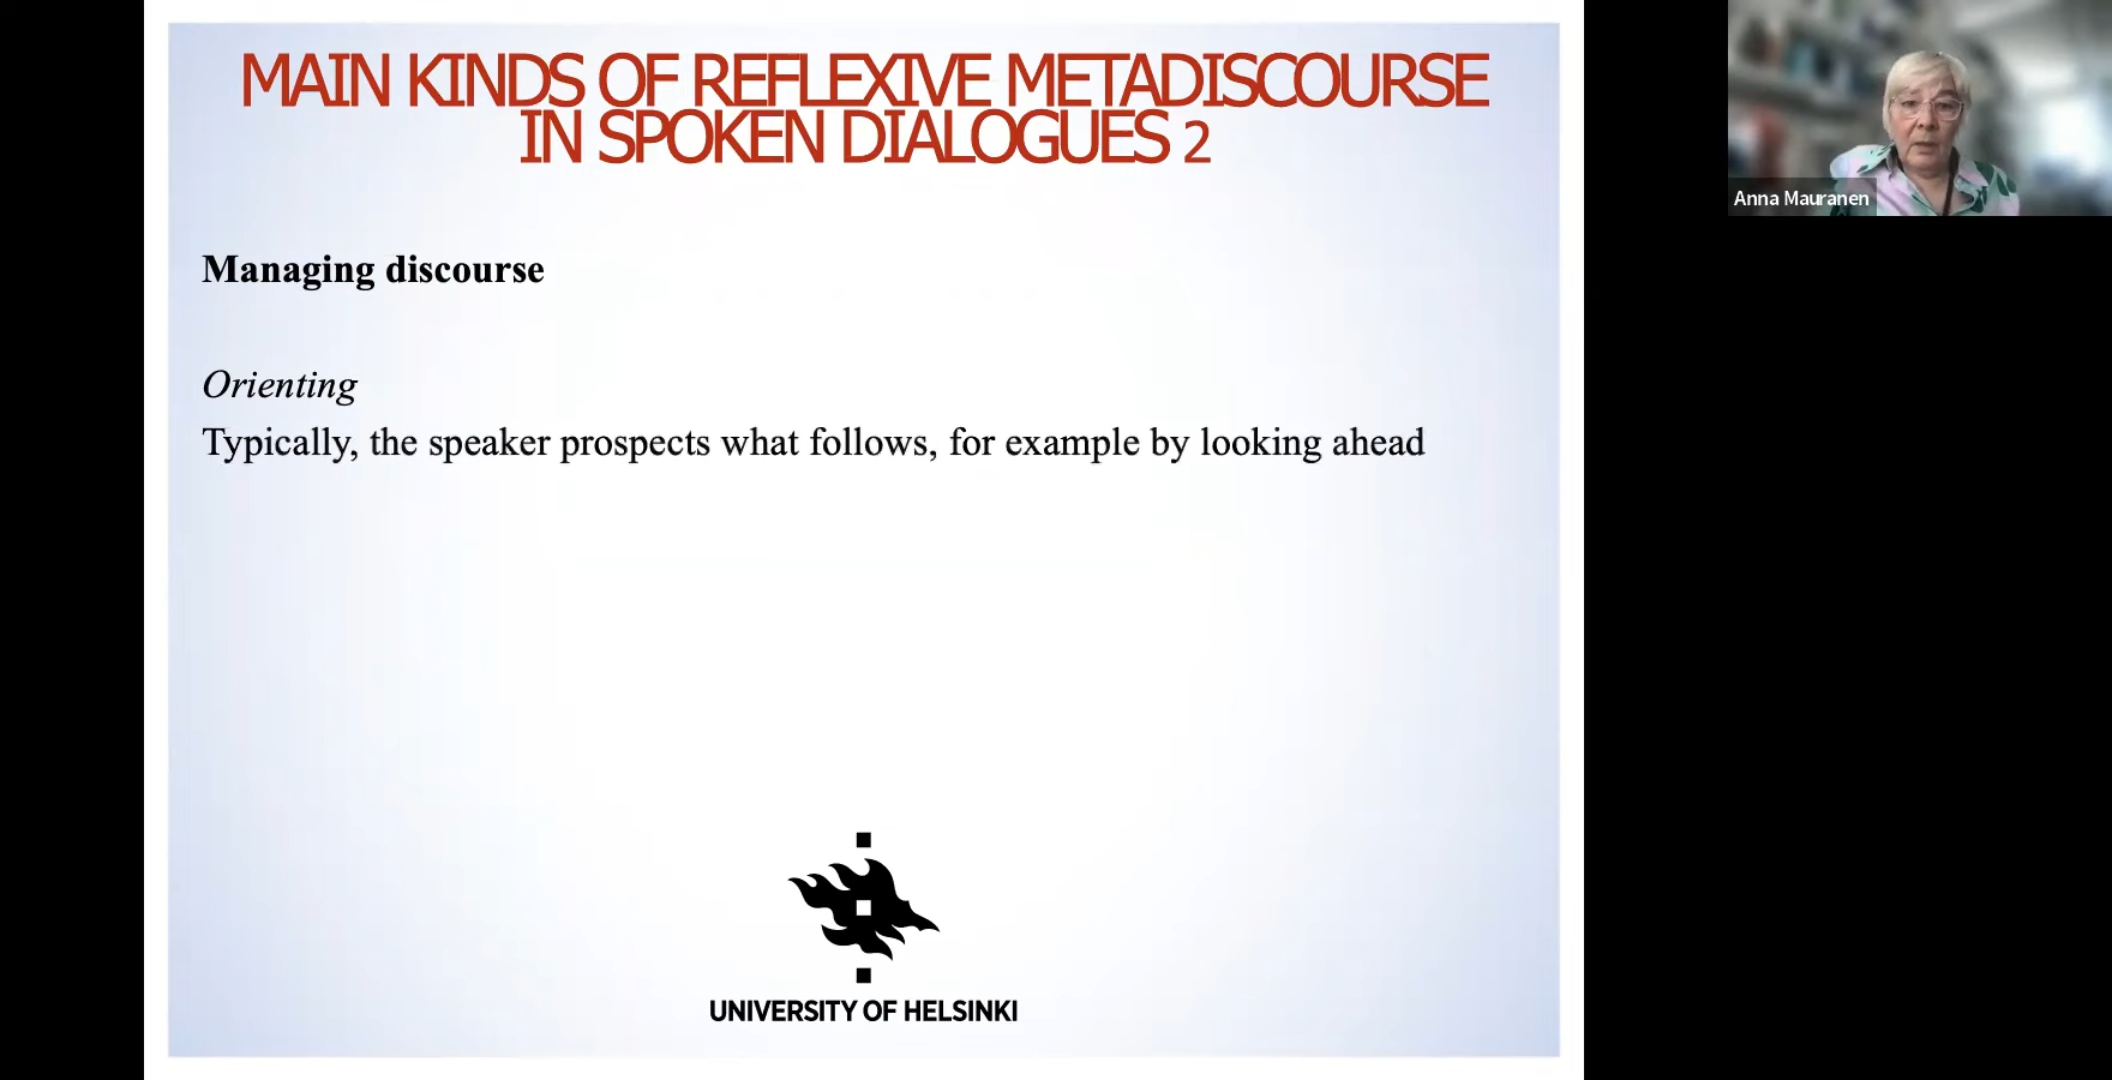 MAIN KINDS OF REFLEXIVE METADISCOURSE
IN SPOKEN DIALOGUES 2
Anna Mauranen
Managing discourse
Orienting
Typically, the speaker prospects what follows, for example by looking ahead
UNIVERSITY OF HELSINKI